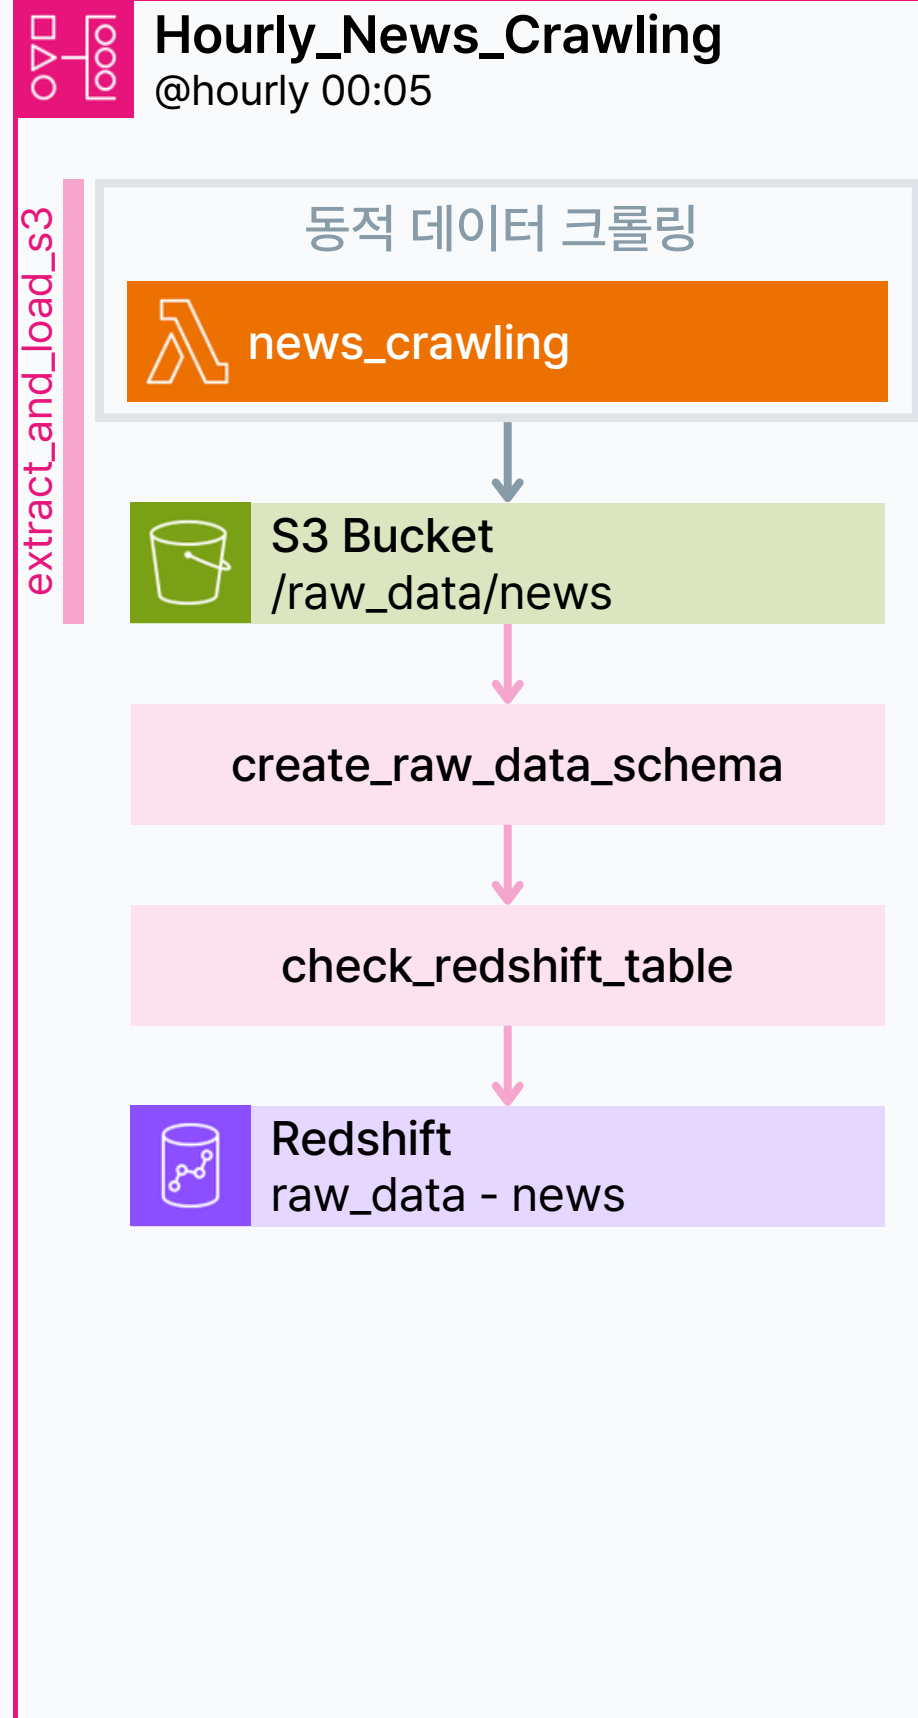 Hourly_News_Crawling
@hourly 00:05
extract_and_load_s3
동적 데이터 크롤링
news_crawling
S3 Bucket
/raw_data/news
create_raw_data_schema
check_redshift_table
Redshift
raw_data - news